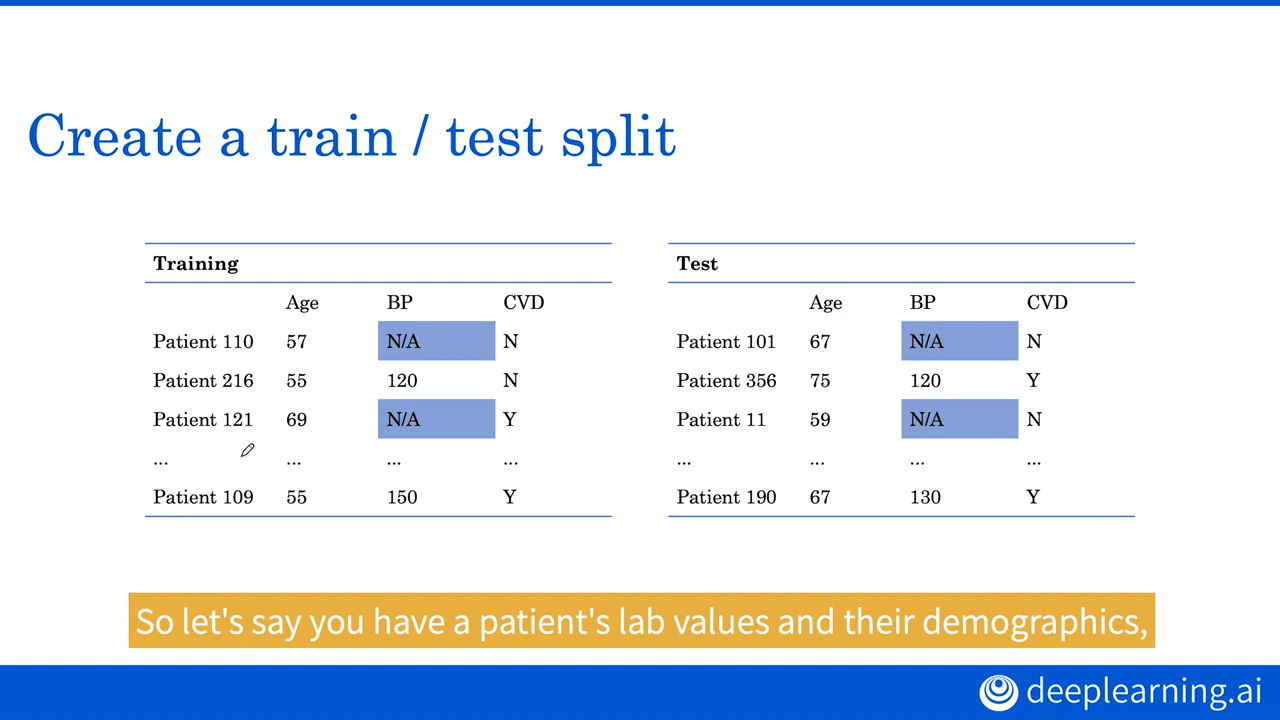 Create a train / test split
Training
Age BP CVD
Patient 110 57 N/A N
Patient 216 55 120 N
Patient 121 69 N/A Y
... ... ... ...
Patient 109 55 150 Y
Test
Age BP CVD
Patient 101 67 N/A N
Patient 356 75 120 Y
Patient 11 59 N/A N
... ... ... ...
Patient 190 67 130 Y
So let's say you have a patient's lab values and their demographics,
deeplearning.ai